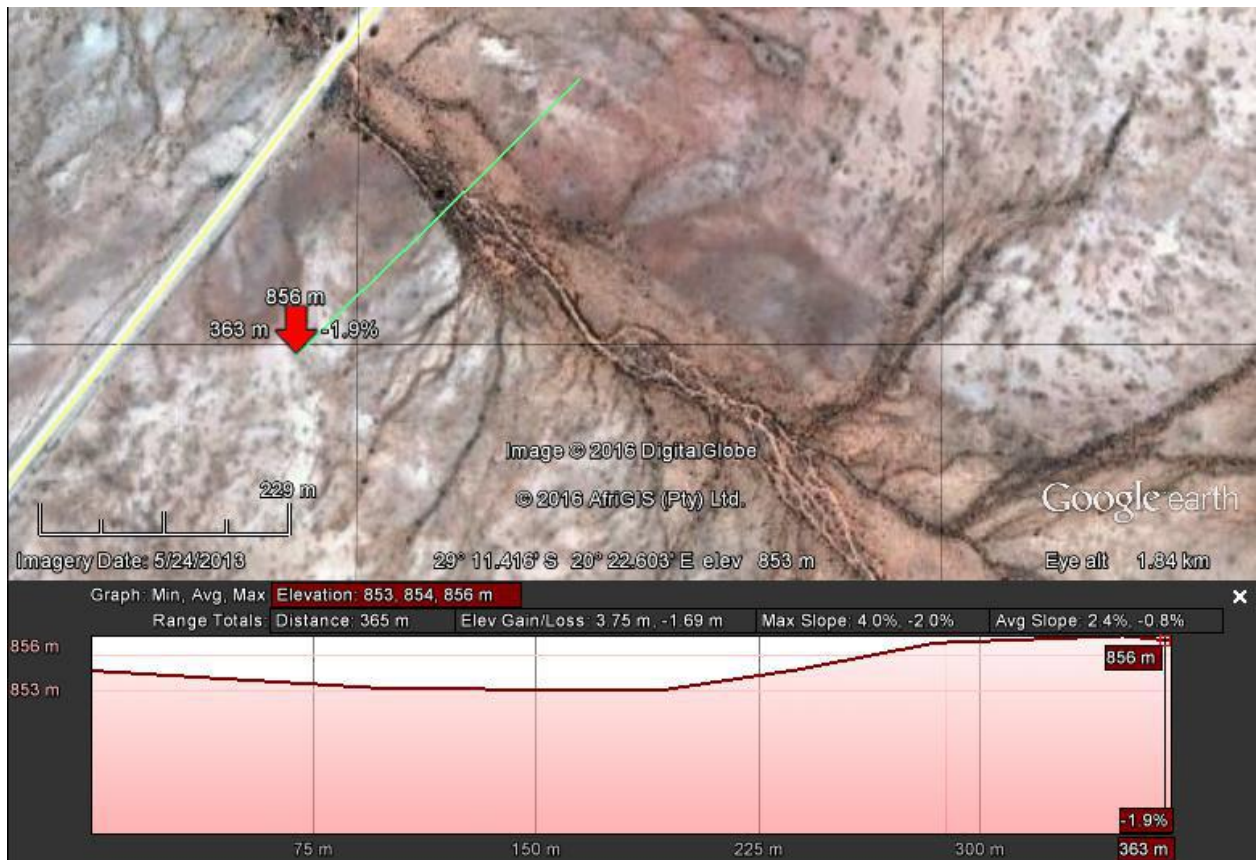 856 m
363 m -1.9%
229 m
Image © 2016 DigitalGlobe
© 2016 AfriGIS (Pty) Ltd.
Google earth
Imagery Date: 5/24/2013 29° 11.416' S 20° 22.603' E elev 853 m Eye alt 1.84 km
Graph: Min, Avg, Max Elevation: 853, 854, 856 m
Range Totals: Distance: 365 m Elev Gain/Loss: 3.75 m, -1.69 m Max Slope: 4.0%, -2.0% Avg Slope: 2.4%, -0.8%
856 m
856 m
853 m
-1.9%
75 m 150 m 225 m 300 m 363 m